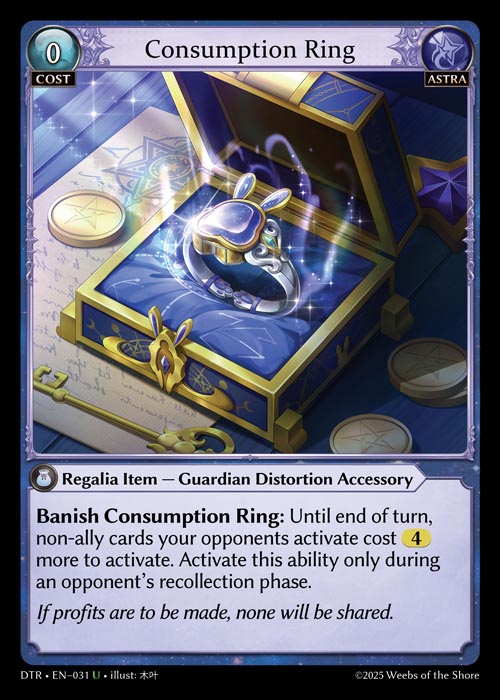 0
Consumption Ring
COST
ASTRA
Regalia Item — Guardian Distortion Accessory
Banish Consumption Ring: Until end of turn,
non-ally cards your opponents activate cost 4
more to activate. Activate this ability only during
an opponent's recollection phase.
If profits are to be made, none will be shared.
DTR • EN–031 U • illust: 木叶
©2025 Weebs of the Shore